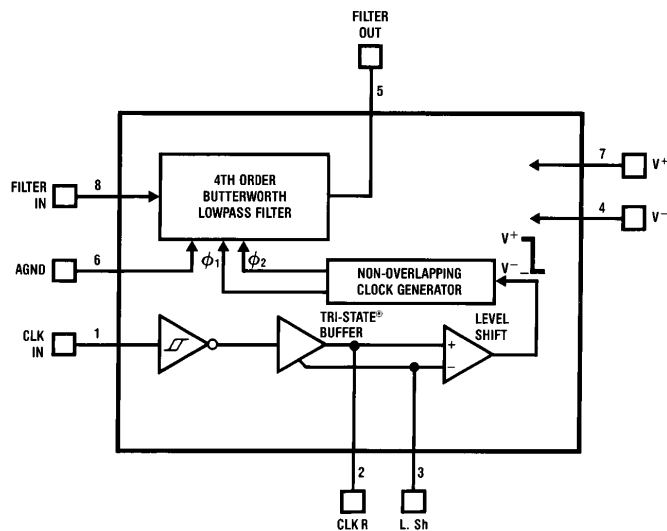 FILTER
OUT
5
7
V+
FILTER
IN
8
4TH ORDER
BUTTERWORTH
LOWPASS FILTER
4
V−
AGND
6
ϕ1
ϕ2
V+
V−
NON-OVERLAPPING
CLOCK GENERATOR
CLK
IN
1
TRI-STATE®
BUFFER
LEVEL
SHIFT
+
−
2
3
CLK R
L. Sh